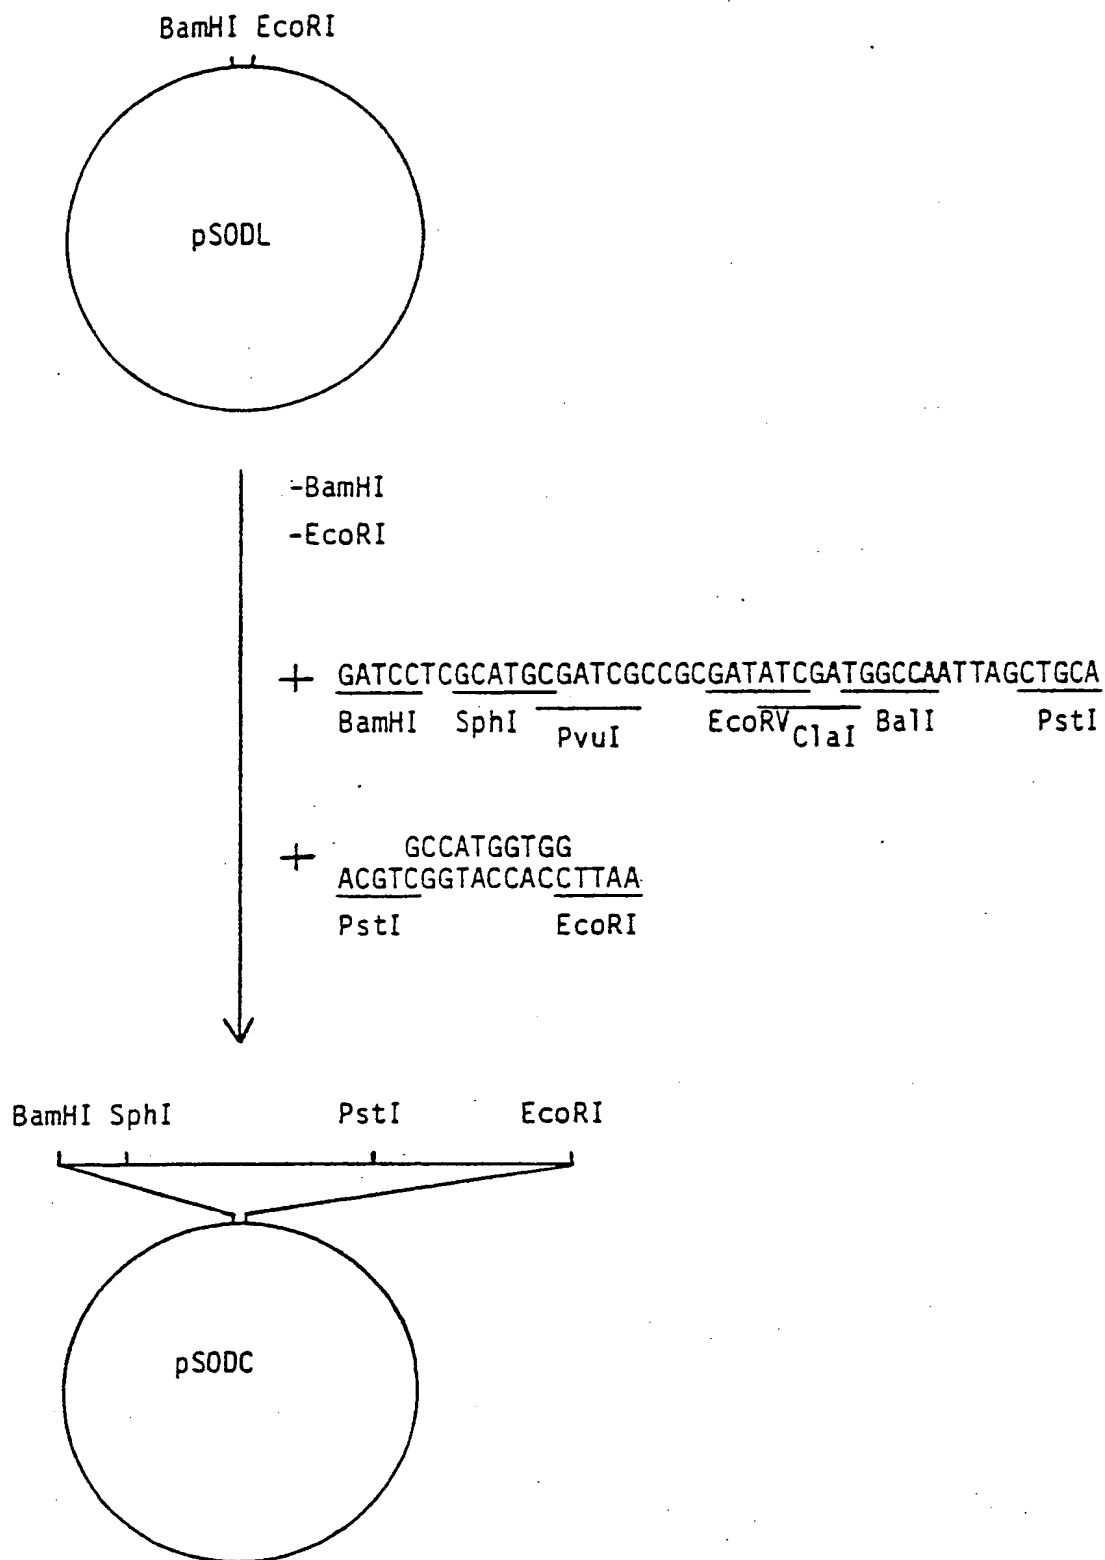 BamHI EcoRI
pSODL
-BamHI
-EcoRI
+ GATCCTCGCATGCGATCGCCGCGATATCGATGGCCAATTAGCTGCA
BamHI SphI PvuI EcoRV ClaI BalI PstI
GCCATGGTGG
+ ACGTCGGTACCACCTTAA
PstI EcoRI
BamHI SphI PstI EcoRI
pSODC